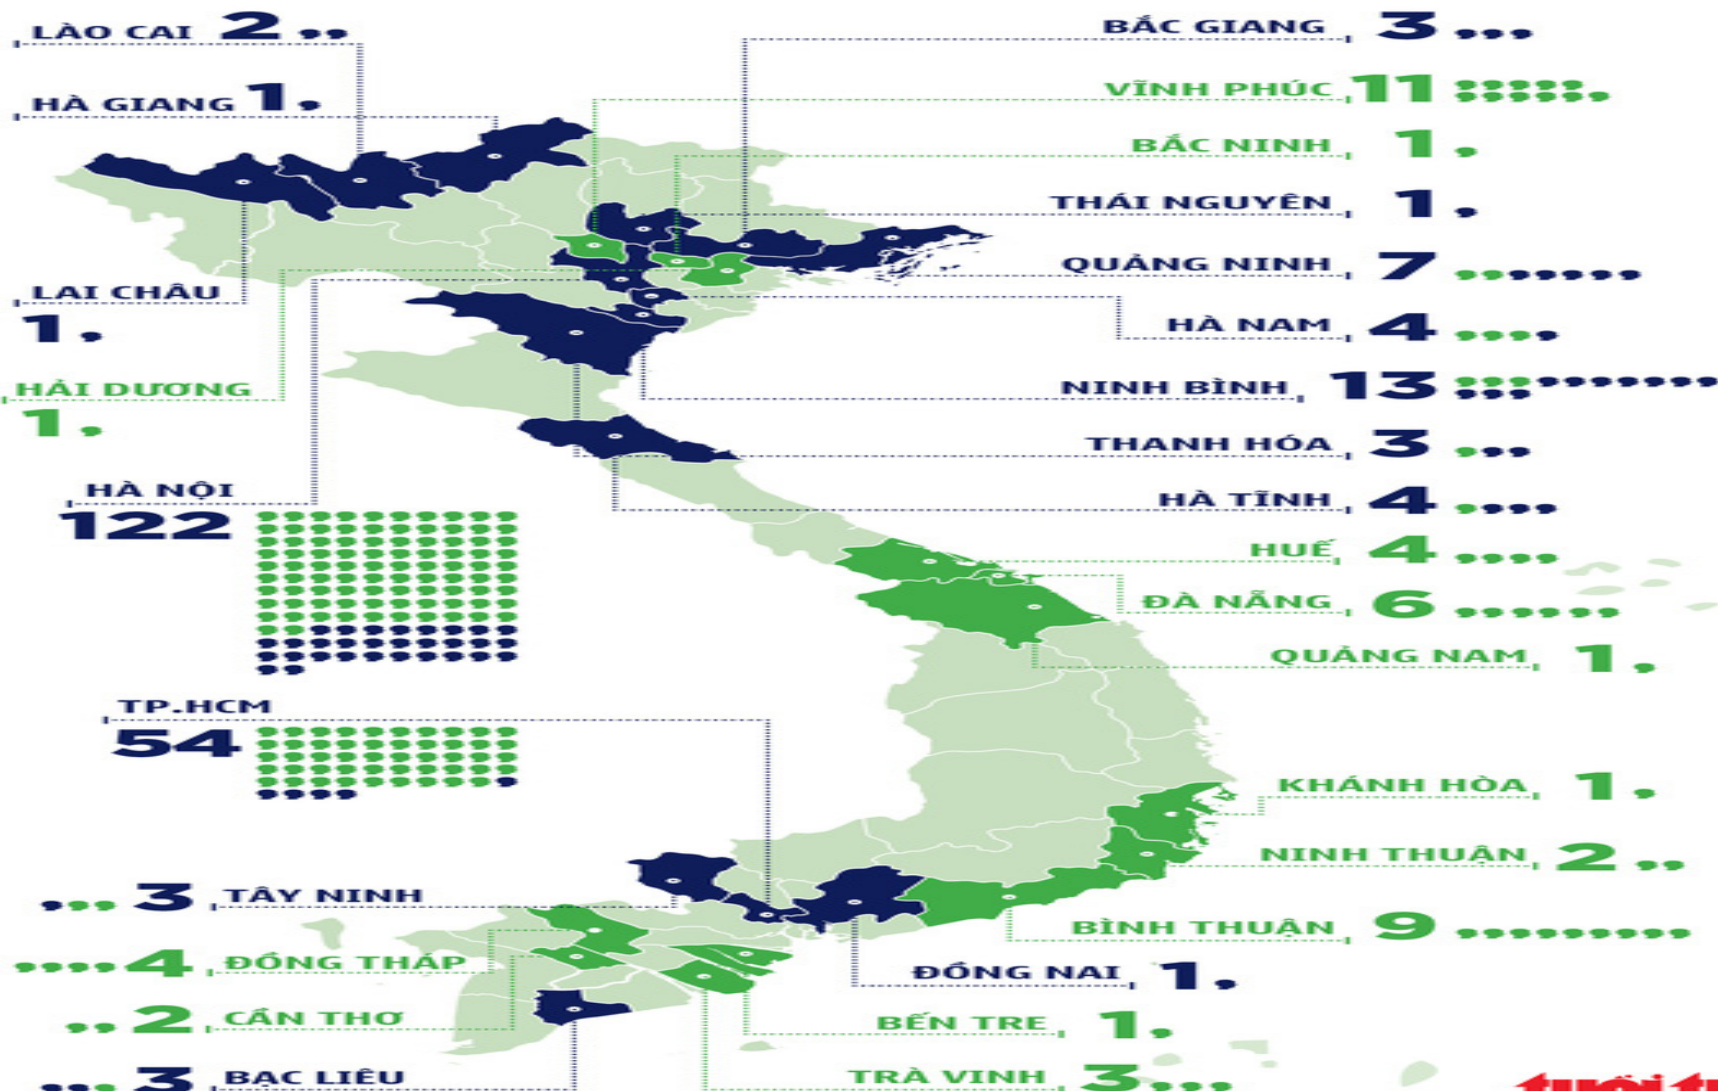 LÀO CAI 2
HÀ GIANG 1
LAI CHÂU
1
HẢI DƯƠNG
1
HÀ NỘI
122
TP.HCM
54
3 TÂY NINH
4 ĐỒNG THÁP
2 CẦN THƠ
3 BẠC LIÊU
BẮC GIANG 3
VĨNH PHÚC 11
BẮC NINH 1
THÁI NGUYÊN 1
QUẢNG NINH 7
HÀ NAM 4
NINH BÌNH 13
THANH HÓA 3
HÀ TĨNH 4
HUẾ 4
ĐÀ NẴNG 6
QUẢNG NAM 1
KHÁNH HÒA 1
NINH THUẬN 2
BÌNH THUẬN 9
ĐỒNG NAI 1
BẾN TRE 1
TRÀ VINH 3